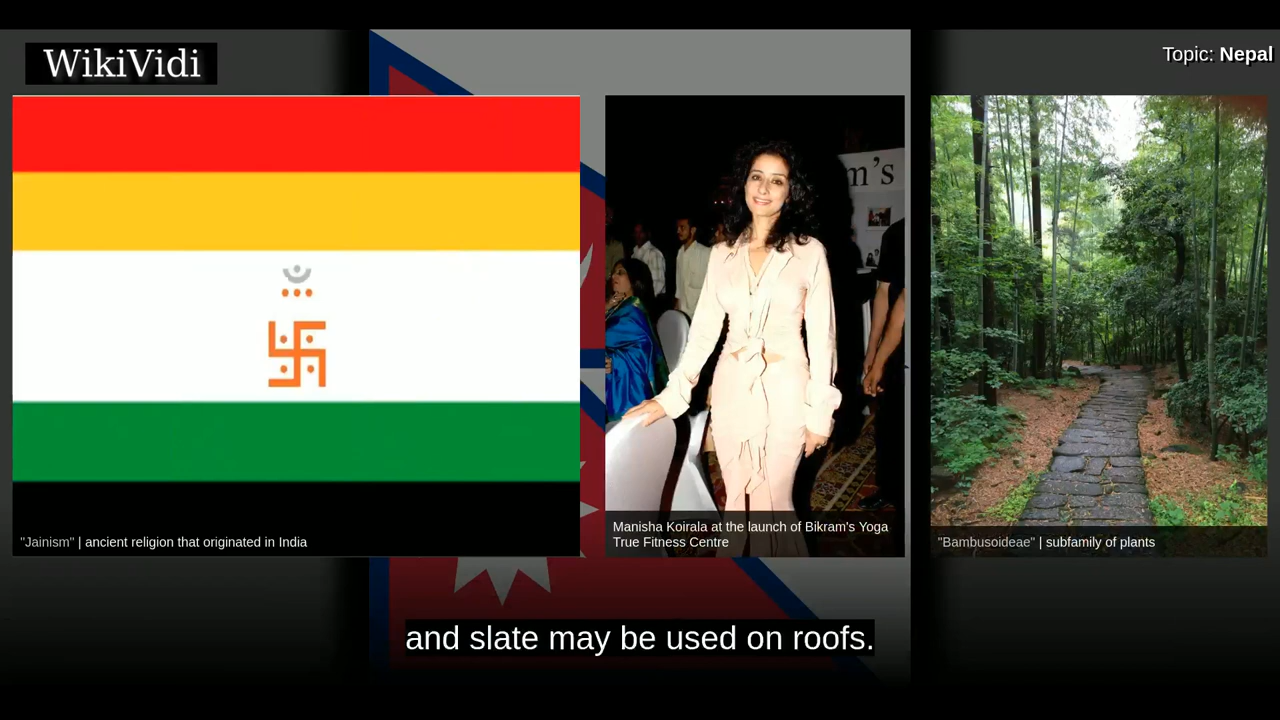 WikiVidi
Topic: Nepal
m's
"Jainism" | ancient religion that originated in India
Manisha Koirala at the launch of Bikram's Yoga
True Fitness Centre
"Bambusoideae" | subfamily of plants
and slate may be used on roofs.